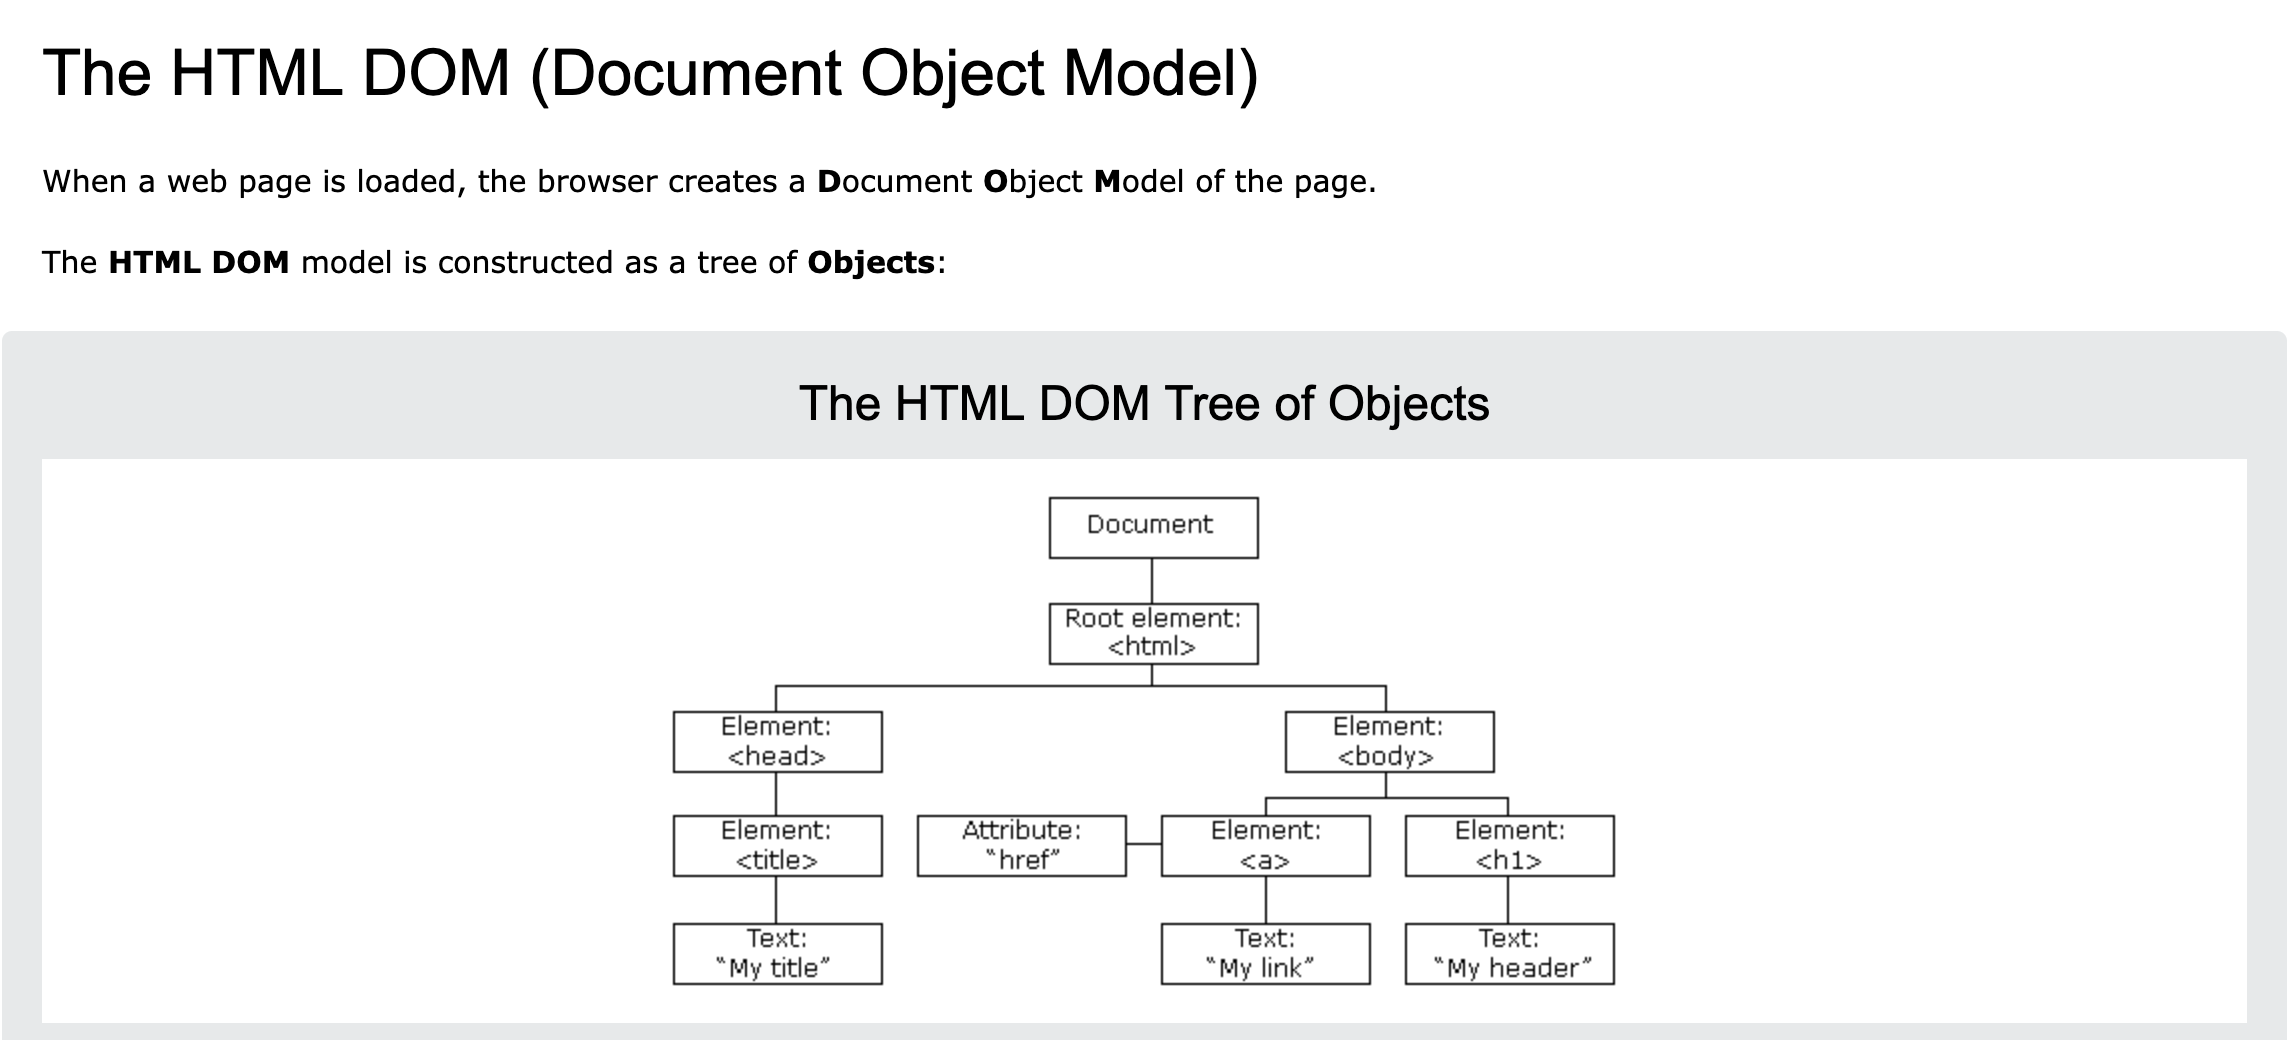 The HTML DOM (Document Object Model)
When a web page is loaded, the browser creates a Document Object Model of the page.
The HTML DOM model is constructed as a tree of Objects:
The HTML DOM Tree of Objects
Document
Root element:
<html>
Element:
<head>
Element:
<body>
Element:
<title>
Attribute:
“href”
Element:
<a>
Element:
<h1>
Text:
“My title”
Text:
“My link”
Text:
“My header”